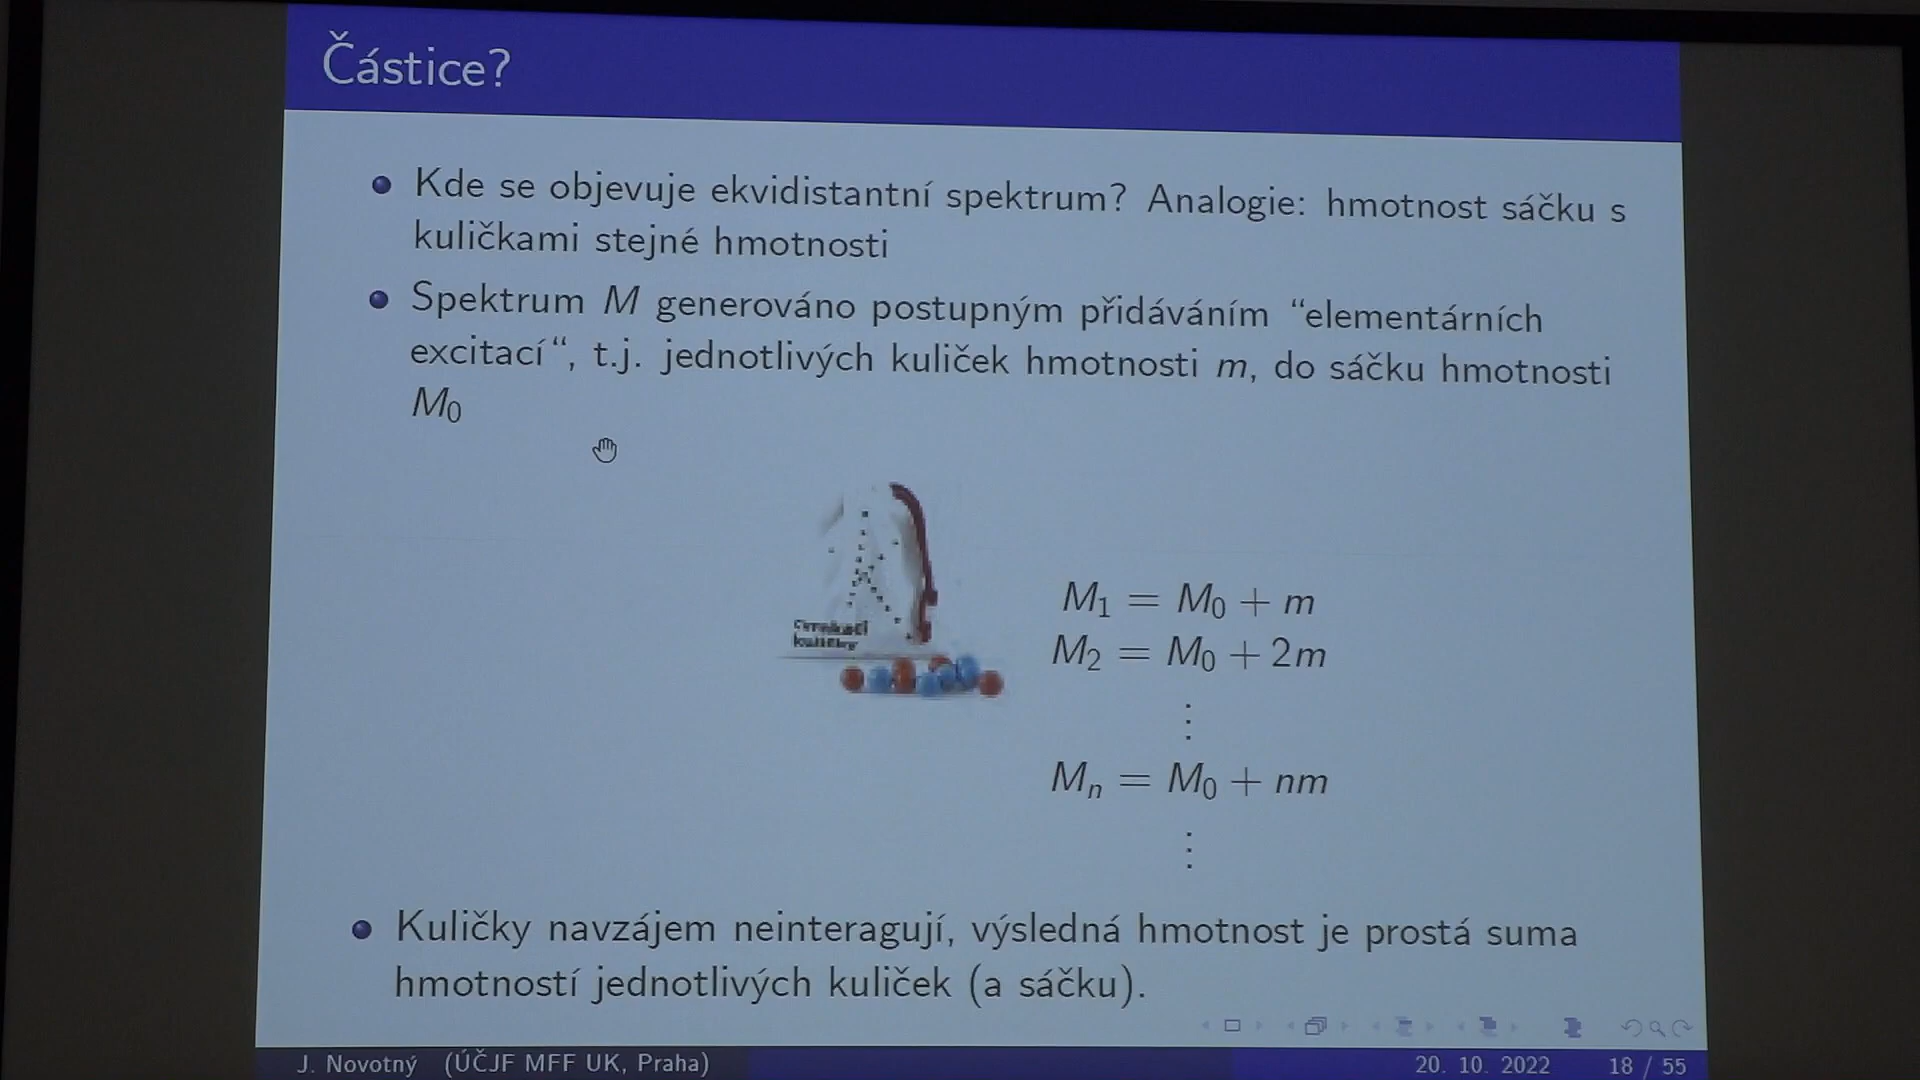 Částice?
Kde se objevuje ekvidistantní spektrum? Analogie: hmotnost sáčku s
kuličkami stejné hmotnosti
Spektrum M generováno postupným přidáváním “elementárních
excitací“, t.j. jednotlivých kuliček hmotnosti m, do sáčku hmotnosti
M₀
Cvrnkací
kuličky
M₁ = M₀ + m
M₂ = M₀ + 2m
⋮
Mₙ = M₀ + nm
⋮
Kuličky navzájem neinteragují, výsledná hmotnost je prostá suma
hmotností jednotlivých kuliček (a sáčku).
J. Novotný (ÚČJF MFF UK, Praha) 20. 10. 2022 18 / 55